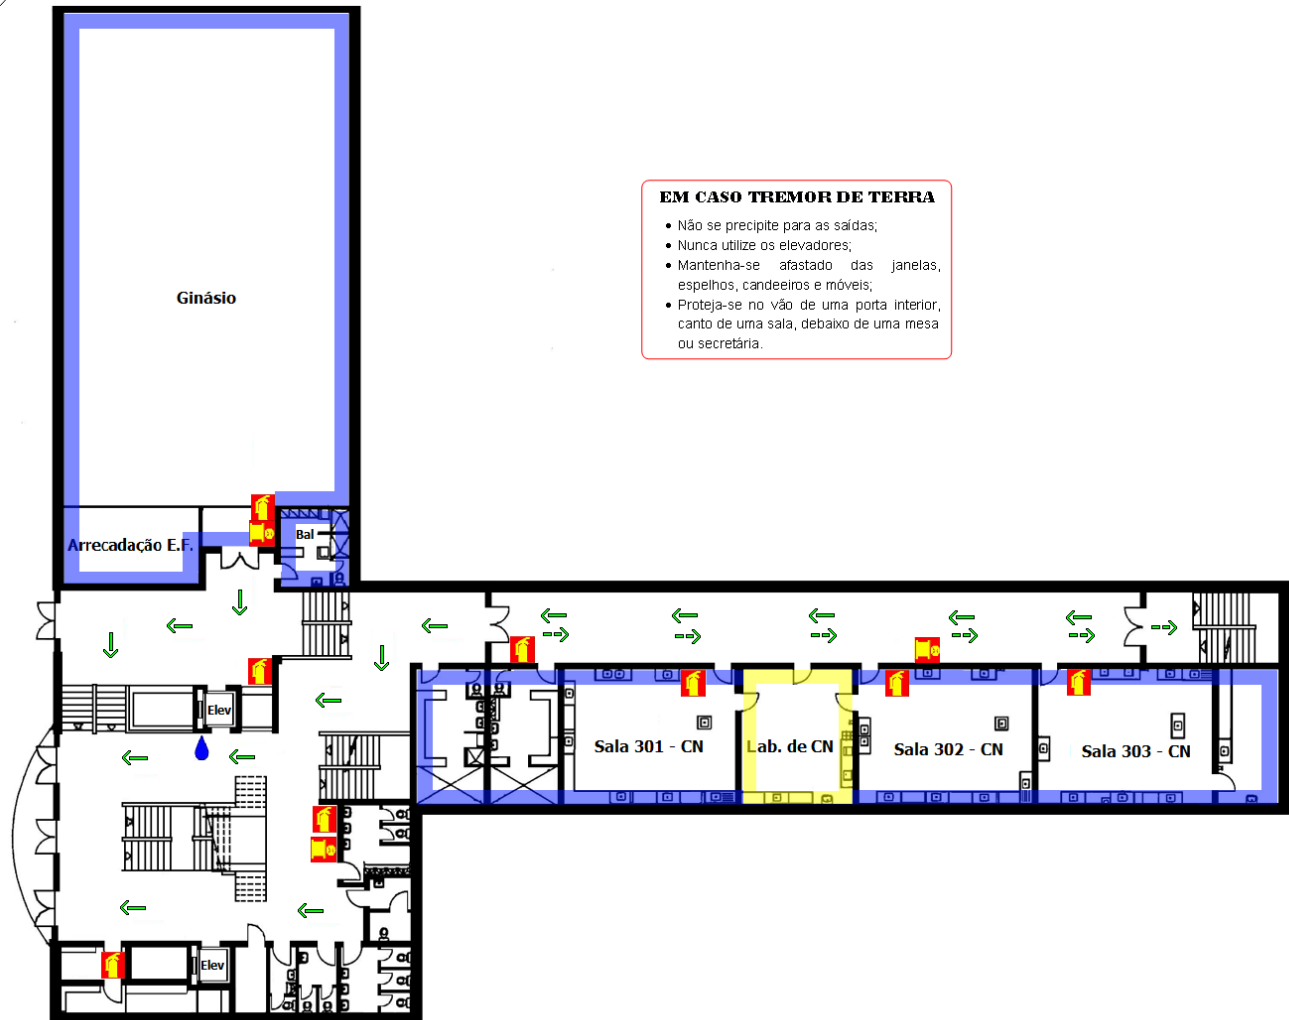 EM CASO TREMOR DE TERRA
• Não se precipite para as saídas;
• Nunca utilize os elevadores;
• Mantenha-se afastado das janelas,
espelhos, candeeiros e móveis;
• Proteja-se no vão de uma porta interior,
canto de uma sala, debaixo de uma mesa
ou secretária.
Ginásio
Bal
Arrecadação E.F.
Elev
Sala 301 - CN
Lab. de CN
Sala 302 - CN
Sala 303 - CN
Elev